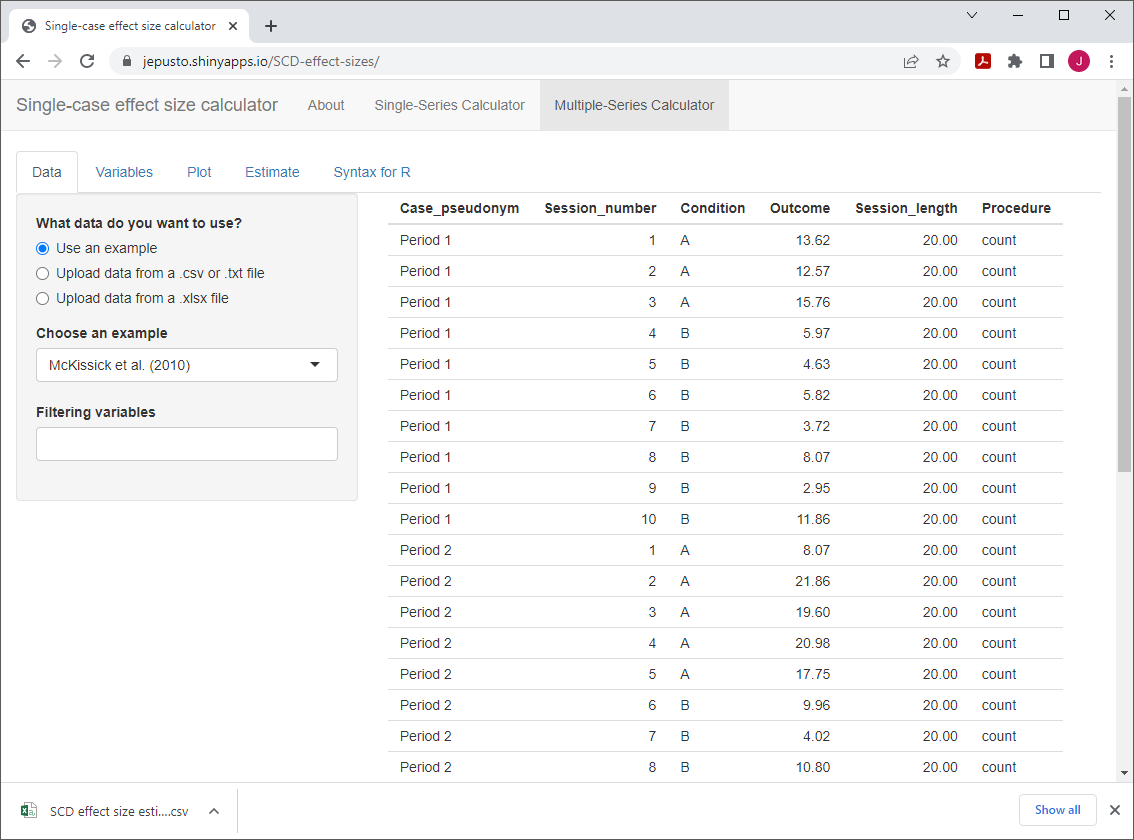 Single-case effect size calculator
jepusto.shinyapps.io/SCD-effect-sizes/
J
Single-case effect size calculator About Single-Series Calculator Multiple-Series Calculator
Data Variables Plot Estimate Syntax for R
What data do you want to use?
Use an example
Upload data from a .csv or .txt file
Upload data from a .xlsx file
Choose an example
McKissick et al. (2010)
Filtering variables
Case_pseudonym Session_number Condition Outcome Session_length Procedure
Period 1 1 A 13.62 20.00 count
Period 1 2 A 12.57 20.00 count
Period 1 3 A 15.76 20.00 count
Period 1 4 B 5.97 20.00 count
Period 1 5 B 4.63 20.00 count
Period 1 6 B 5.82 20.00 count
Period 1 7 B 3.72 20.00 count
Period 1 8 B 8.07 20.00 count
Period 1 9 B 2.95 20.00 count
Period 1 10 B 11.86 20.00 count
Period 2 1 A 8.07 20.00 count
Period 2 2 A 21.86 20.00 count
Period 2 3 A 19.60 20.00 count
Period 2 4 A 20.98 20.00 count
Period 2 5 A 17.75 20.00 count
Period 2 6 B 9.96 20.00 count
Period 2 7 B 4.02 20.00 count
Period 2 8 B 10.80 20.00 count
SCD effect size esti....csv
Show all